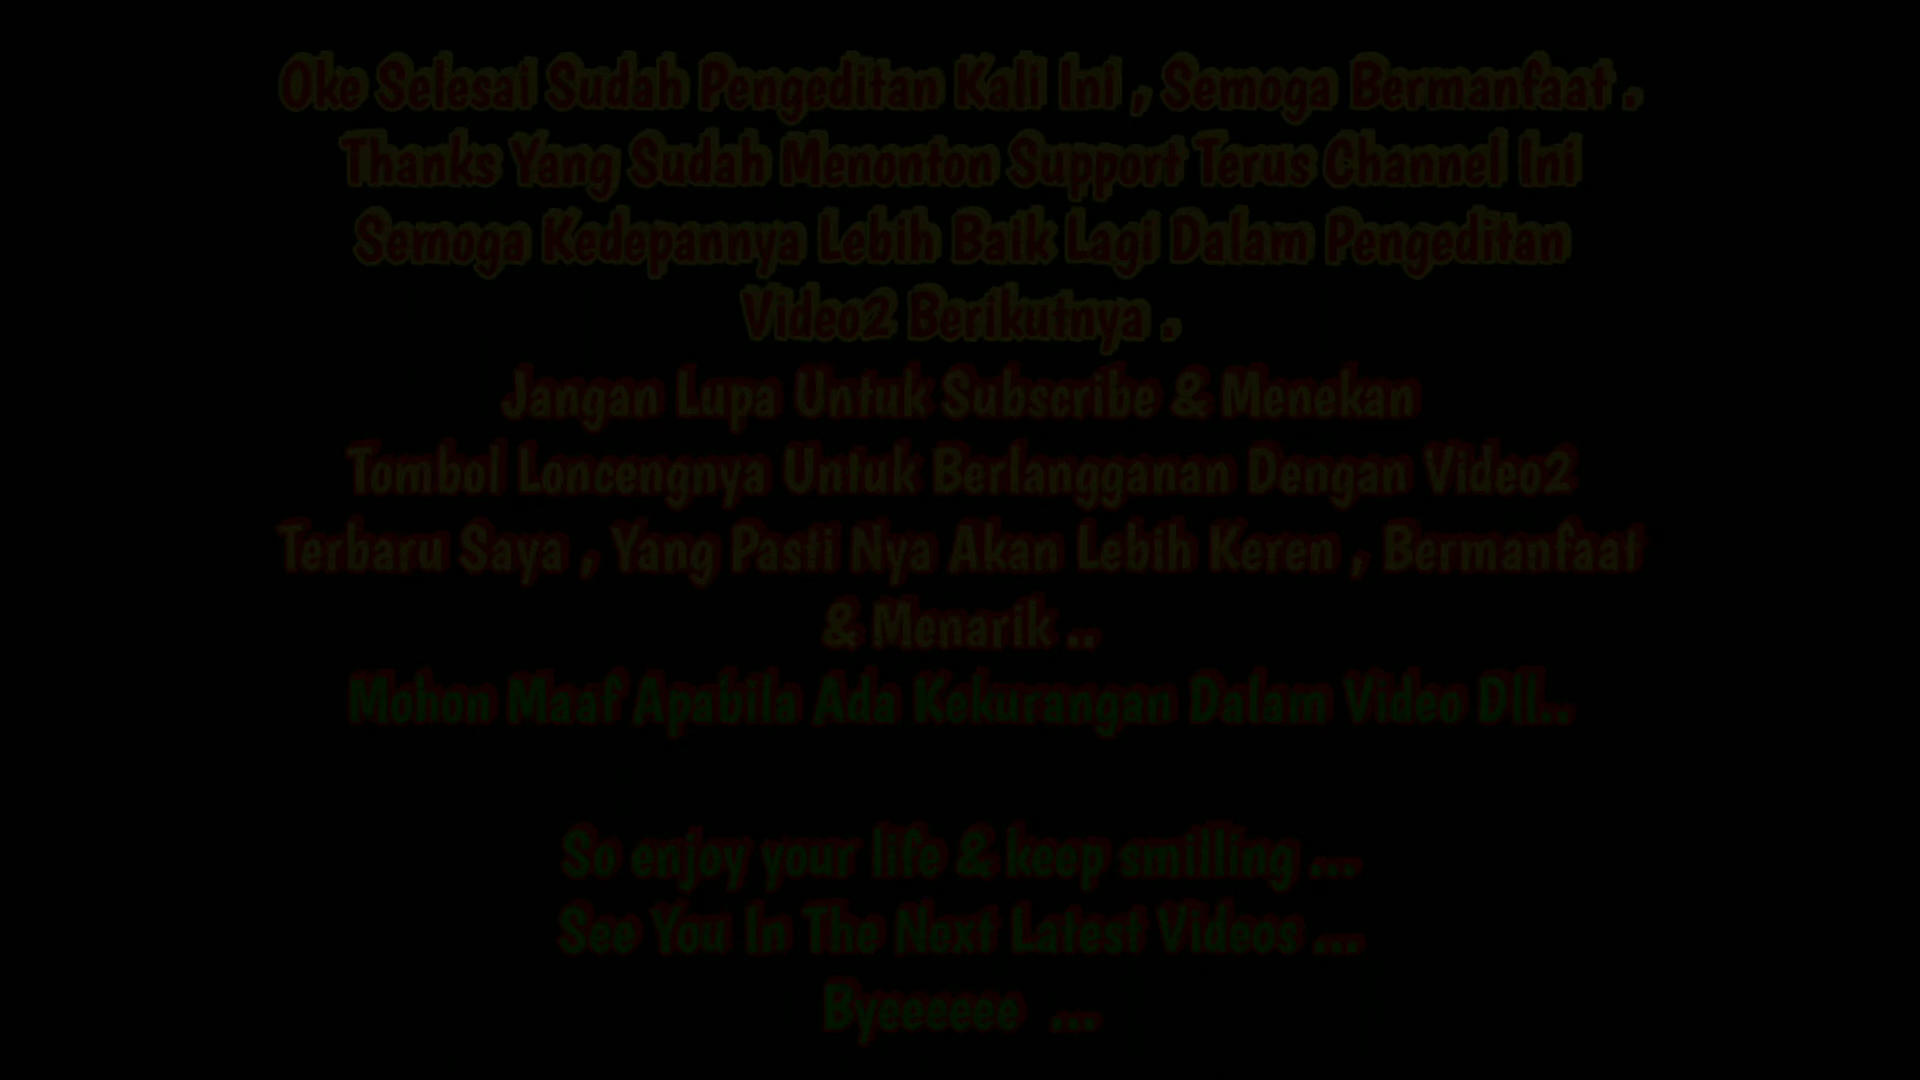 Oke Selesai Sudah Pengeditan Kali Ini , Semoga Bermanfaat .
Thanks Yang Sudah Menonton Support Terus Channel Ini
Semoga Kedepannya Lebih Baik Lagi Dalam Pengeditan
Video2 Berikutnya .
Jangan Lupa Untuk Subscribe & Menekan
Tombol Loncengnya Untuk Berlangganan Dengan Video2
Terbaru Saya , Yang Pasti Nya Akan Lebih Keren , Bermanfaat
& Menarik ..
Mohon Maaf Apabila Ada Kekurangan Dalam Video Dll..
So enjoy your life & keep smilling ...
See You In The Next Latest Videos ...
Byeeeeee ...